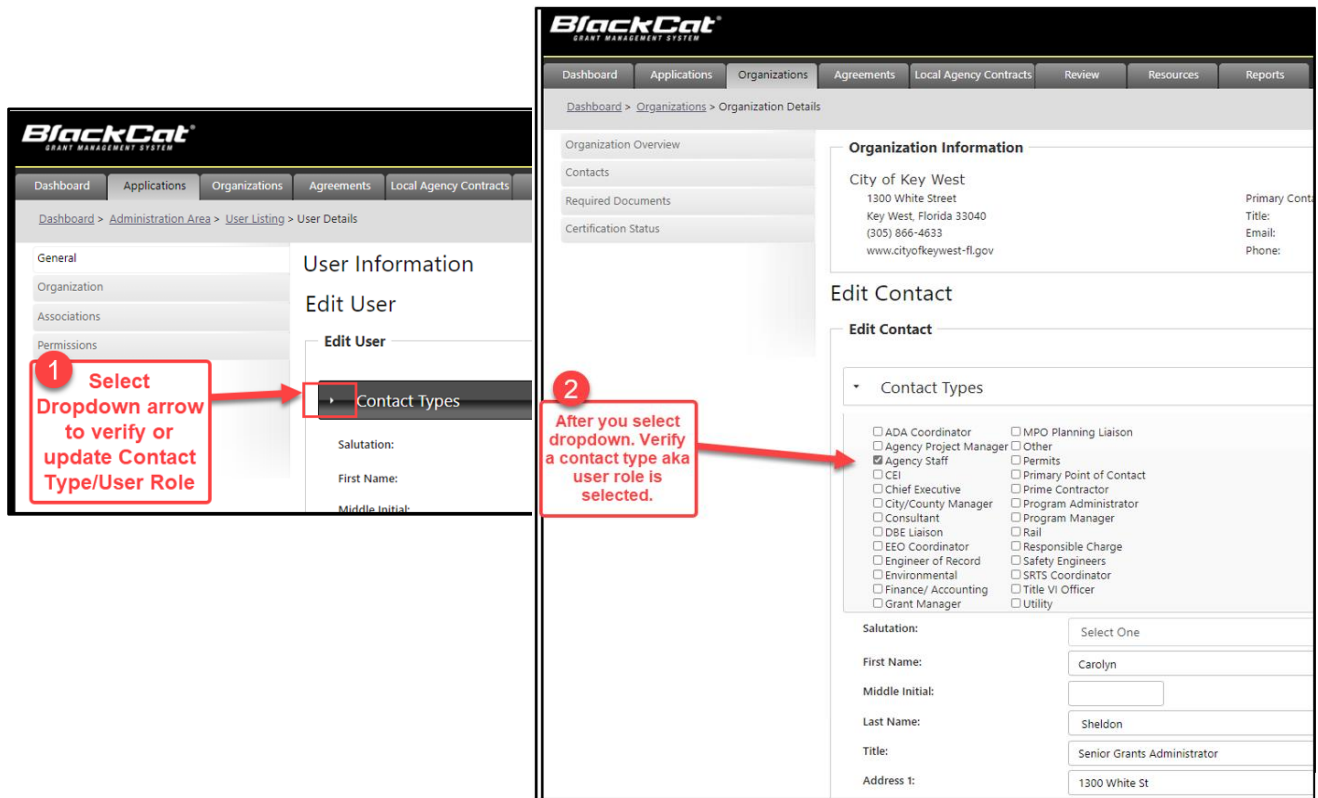 BlackCat
GRANT MANAGEMENT SYSTEM
Dashboard Applications Organizations Agreements Local Agency Contracts
Dashboard > Administration Area > User Listing > User Details
General
Organization
Associations
Permissions
User Information
Edit User
Edit User
Contact Types
Salutation:
First Name:
Middle Initial:
1
Select
Dropdown arrow
to verify or
update Contact
Type/User Role
BlackCat
GRANT MANAGEMENT SYSTEM
Dashboard Applications Organizations Agreements Local Agency Contracts Review Resources Reports
Dashboard > Organizations > Organization Details
Organization Overview
Contacts
Required Documents
Certification Status
Organization Information
City of Key West
1300 White Street
Key West, Florida 33040
(305) 866-4633
www.cityofkeywest-fl.gov
Primary Conta
Title:
Email:
Phone:
Edit Contact
Edit Contact
Contact Types
2
After you select
dropdown. Verify
a contact type aka
user role is
selected.
ADA Coordinator MPO Planning Liaison
Agency Project Manager Other
Agency Staff Permits
CEI Primary Point of Contact
Chief Executive Prime Contractor
City/County Manager Program Administrator
Consultant Program Manager
DBE Liaison Rail
EEO Coordinator Responsible Charge
Engineer of Record Safety Engineers
Environmental SRTS Coordinator
Finance/ Accounting Title VI Officer
Grant Manager Utility
Salutation: Select One
First Name: Carolyn
Middle Initial:
Last Name: Sheldon
Title: Senior Grants Administrator
Address 1: 1300 White St